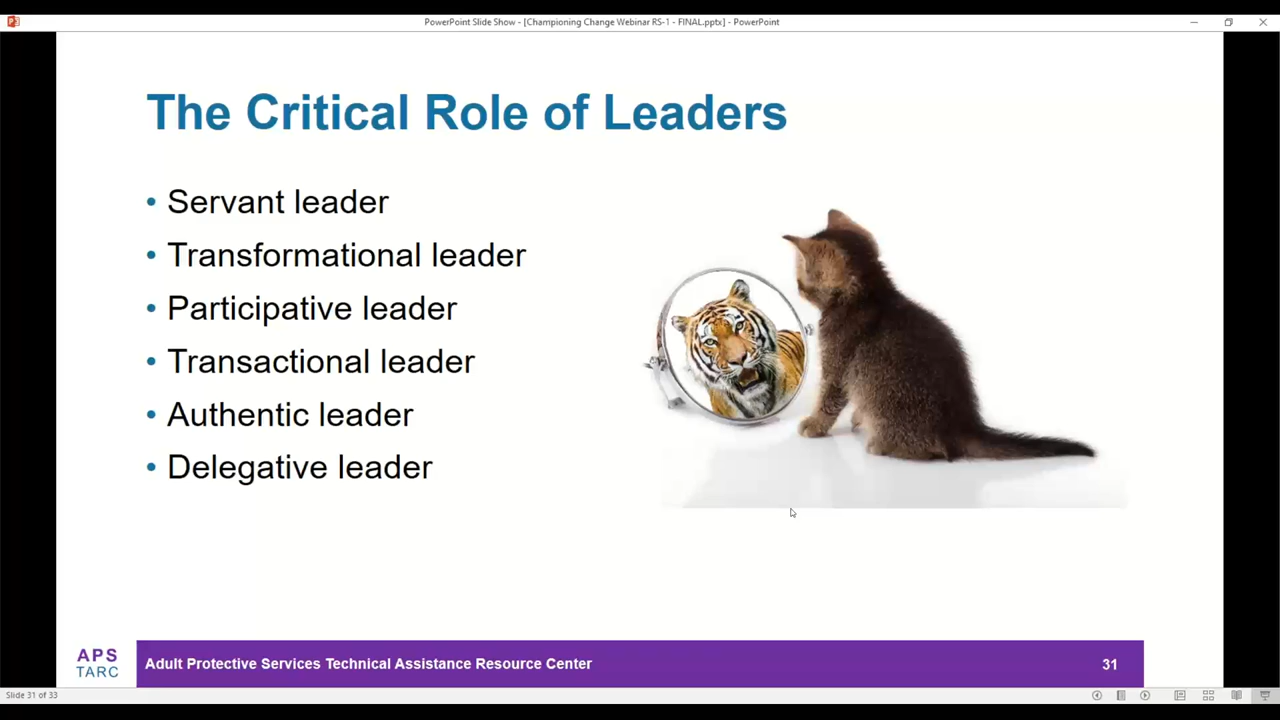 PowerPoint Slide Show - [Championing Change Webinar RS-1 - FINAL.pptx] - PowerPoint
The Critical Role of Leaders
• Servant leader
• Transformational leader
• Participative leader
• Transactional leader
• Authentic leader
• Delegative leader
APS
TARC
Adult Protective Services Technical Assistance Resource Center
31
Slide 31 of 33